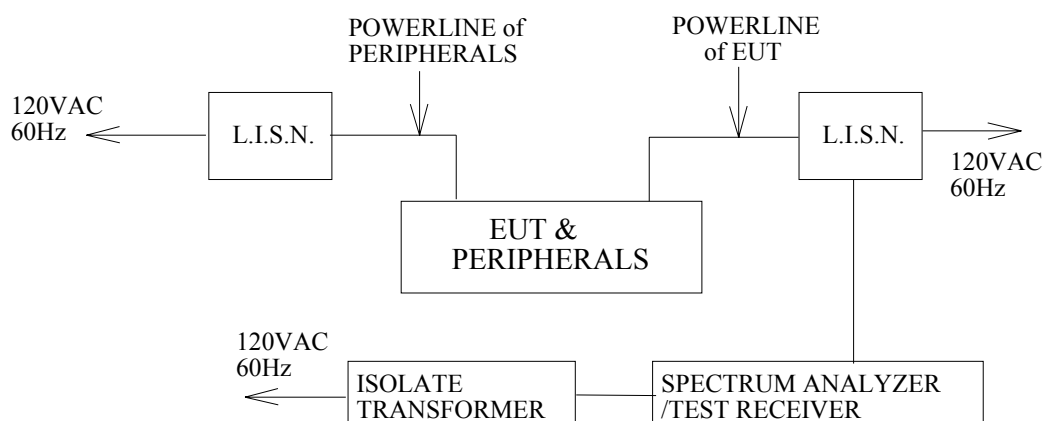 POWERLINE of
PERIPHERALS
POWERLINE
of EUT
120VAC
60Hz
L.I.S.N.
L.I.S.N.
120VAC
60Hz
EUT &
PERIPHERALS
120VAC
60Hz
ISOLATE
TRANSFORMER
SPECTRUM ANALYZER
/TEST RECEIVER